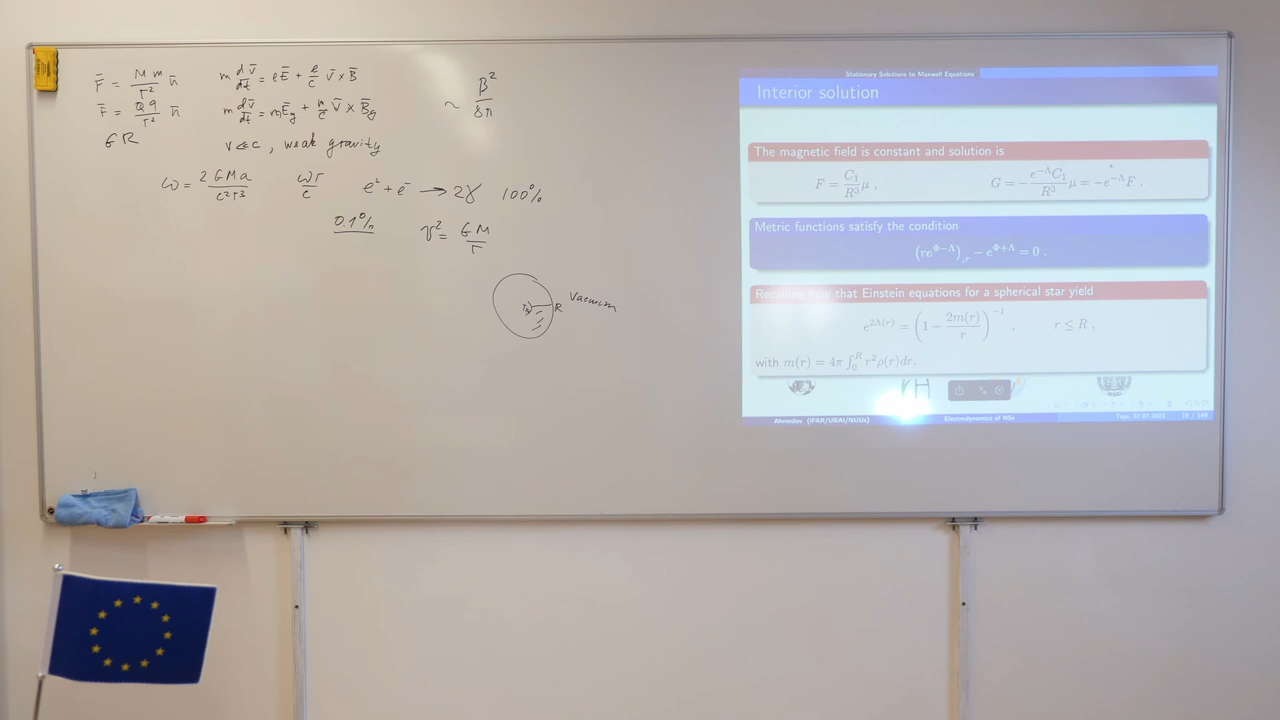 F̄ = Mm/r² n̄
m dv̄/dt = eĒ + e/c v̄ × B̄
F̄ = Qq/r² n̄
m dv̄/dt = mĒg + m/c v̄ × B̄g
~ B²/8π
GR
v ≪ c, weak gravity
ω = 2GMa/c²r³
ωr/c
e⁺ + e⁻ → 2γ 100%
0.1%
v² = GM/r
R
Vacuum
Stationary Solutions to Maxwell Equations
Interior solution
The magnetic field is constant and solution is
F = C₁/R³ μ , G = −e^{−Λ}C₁/R³ μ = −e^{−Λ}F .
Metric functions satisfy the condition
(re^{Φ−Λ})_{,r} − e^{Φ+Λ} = 0 .
Recalling now that Einstein equations for a spherical star yield
e^{2Λ(r)} = (1 − 2m(r)/r)^{−1} , r ≤ R ,
with m(r) = 4π ∫₀^R r²ρ(r)dr.
Ahmedov (IFAR/UBAI/NUUz) Electrodynamics of NSs